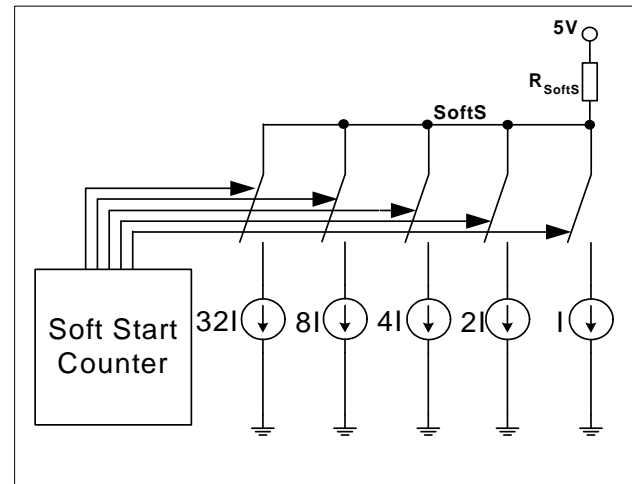 5V
RSoftS
SoftS
Soft Start
Counter
32I
8I
4I
2I
I